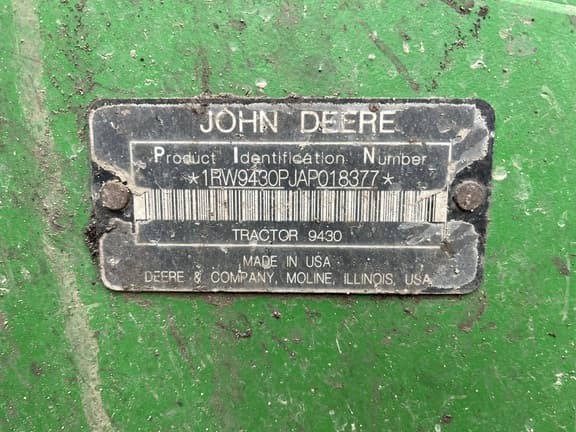 JOHN DEERE
Product Identification Number
*1RW9430PJAP018377*
TRACTOR 9430
MADE IN USA
DEERE & COMPANY, MOLINE, ILLINOIS, USA